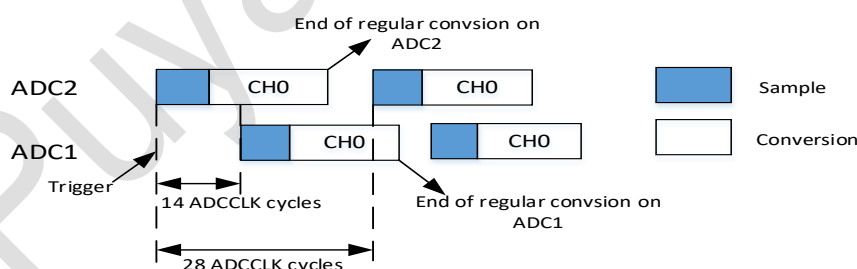 End of regular convsion on
ADC2
ADC2
CH0
CH0
Sample
ADC1
CH0
CH0
Conversion
Trigger
14 ADCCLK cycles
End of regular convsion on
ADC1
28 ADCCLK cycles
Puya